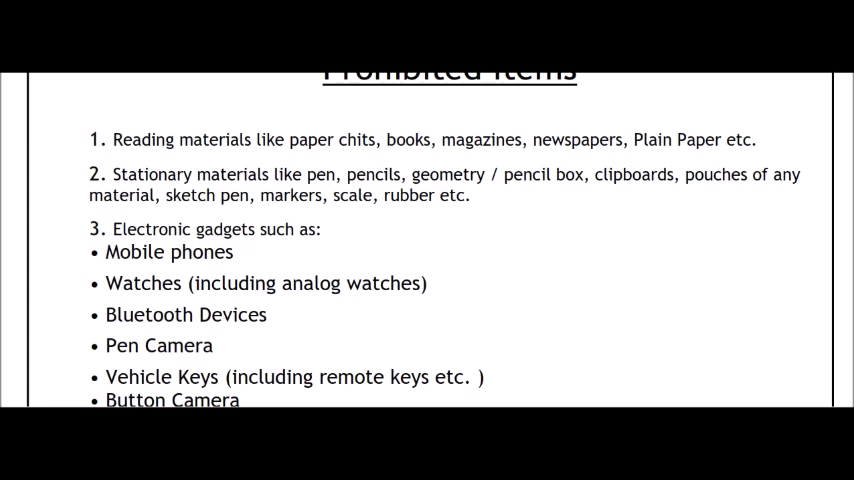 Prohibited Items
1. Reading materials like paper chits, books, magazines, newspapers, Plain Paper etc.
2. Stationary materials like pen, pencils, geometry / pencil box, clipboards, pouches of any
material, sketch pen, markers, scale, rubber etc.
3. Electronic gadgets such as:
• Mobile phones
• Watches (including analog watches)
• Bluetooth Devices
• Pen Camera
• Vehicle Keys (including remote keys etc. )
• Button Camera